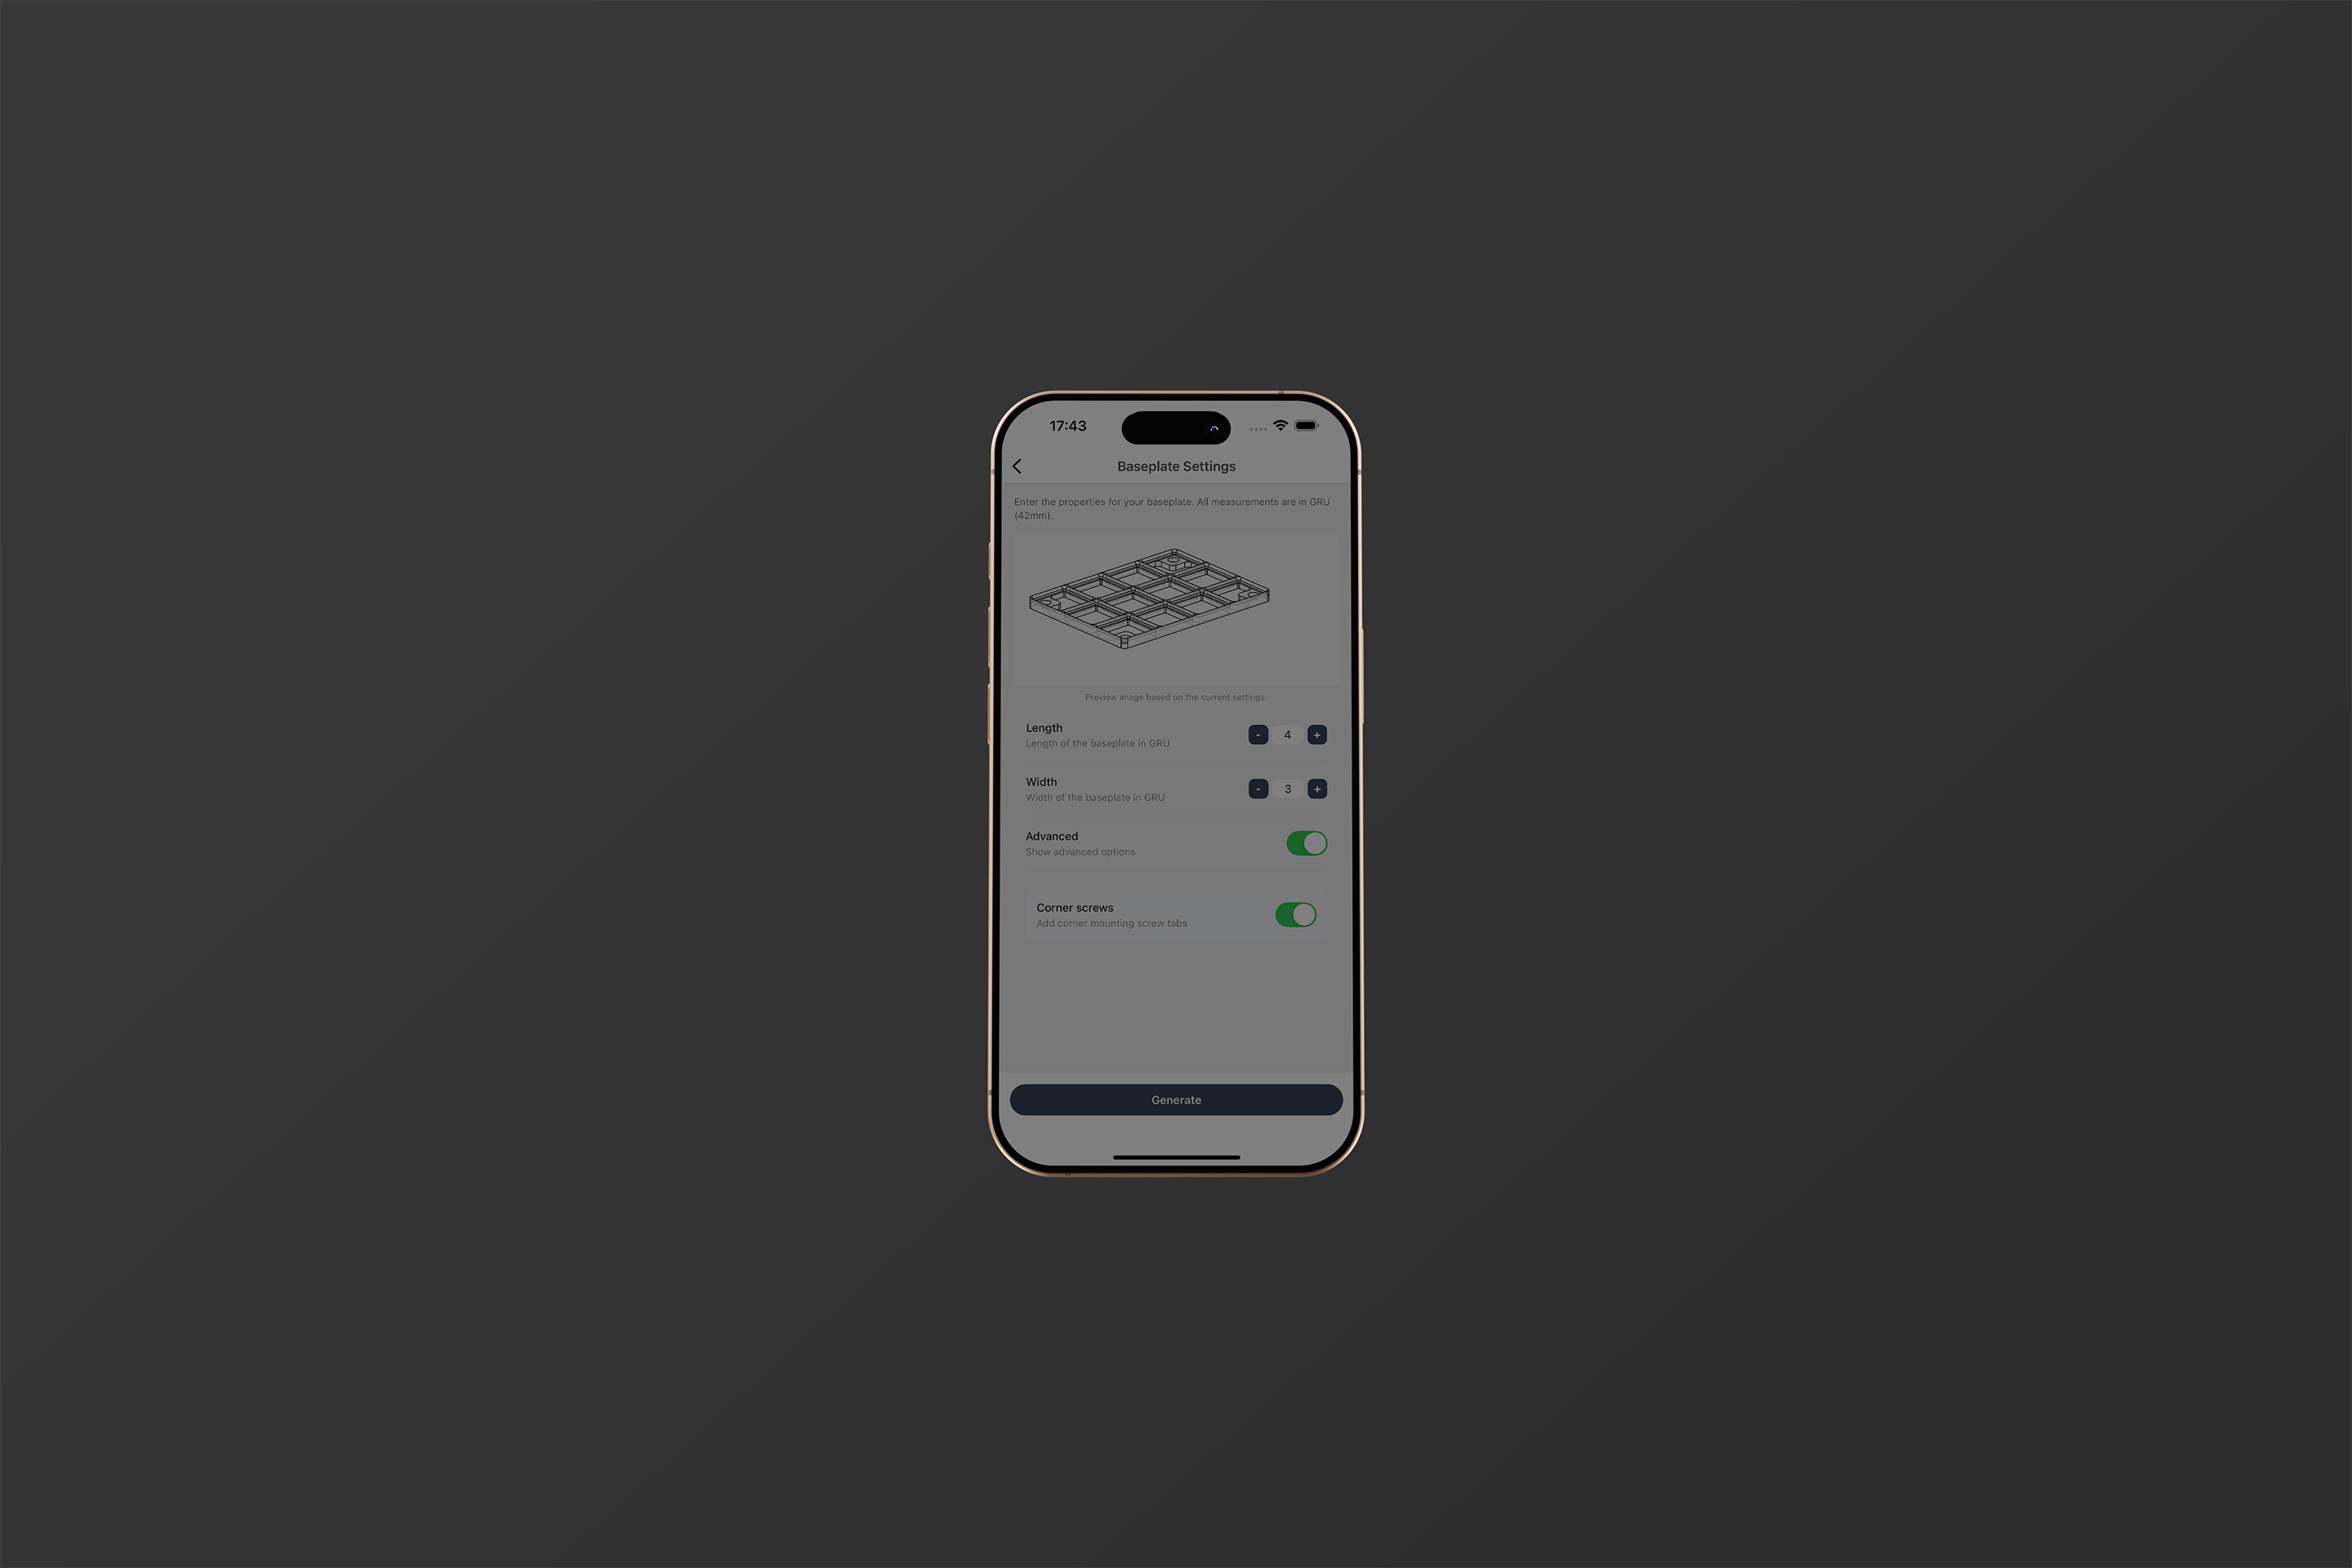 17:43
Baseplate Settings
Enter the properties for your baseplate. All measurements are in GRU
(42mm).
Preview image based on the current settings.
Length
Length of the baseplate in GRU
- 4 +
Width
Width of the baseplate in GRU
- 3 +
Advanced
Show advanced options
Corner screws
Add corner mounting screw tabs
Generate